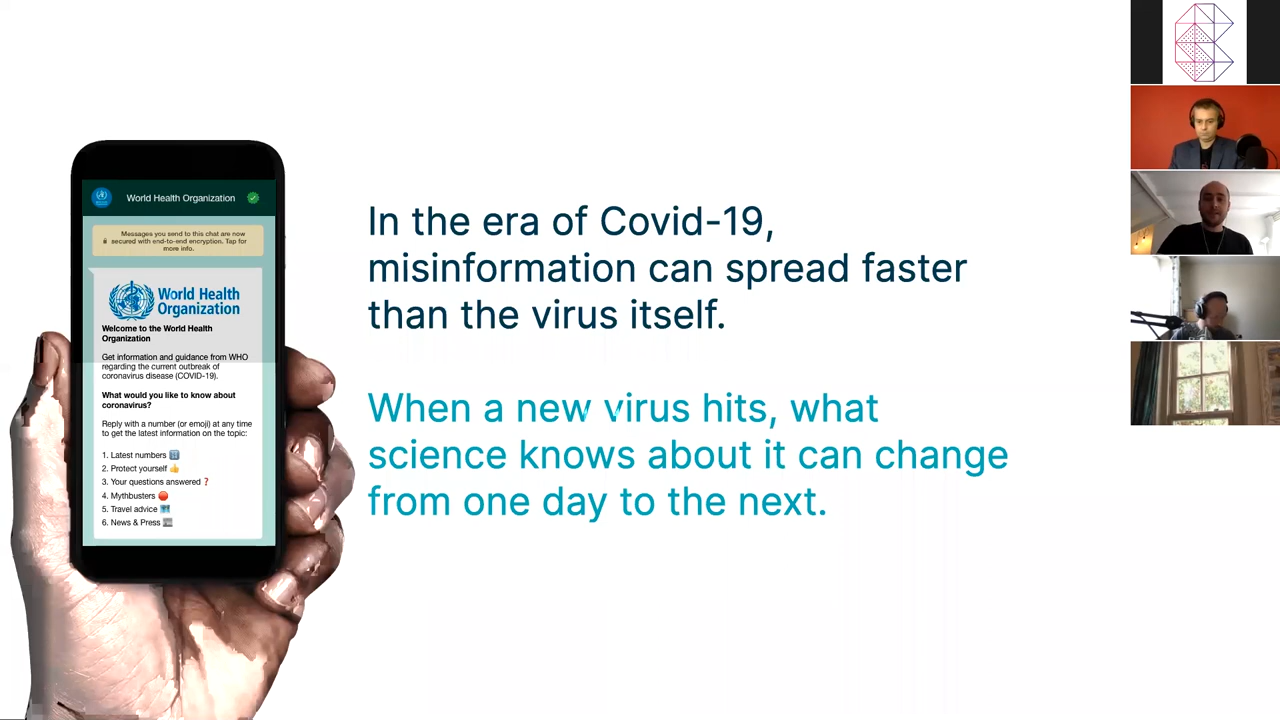 World Health Organization
Messages you send to this chat are now
secured with end-to-end encryption. Tap for
more info.
World Health
Organization
Welcome to the World Health
Organization
Get information and guidance from WHO
regarding the current outbreak of
coronavirus disease (COVID-19).
What would you like to know about
coronavirus?
Reply with a number (or emoji) at any time
to get the latest information on the topic:
1. Latest numbers
2. Protect yourself 👍
3. Your questions answered ❓
4. Mythbusters 🔴
5. Travel advice
6. News & Press
In the era of Covid-19,
misinformation can spread faster
than the virus itself.
When a new virus hits, what
science knows about it can change
from one day to the next.